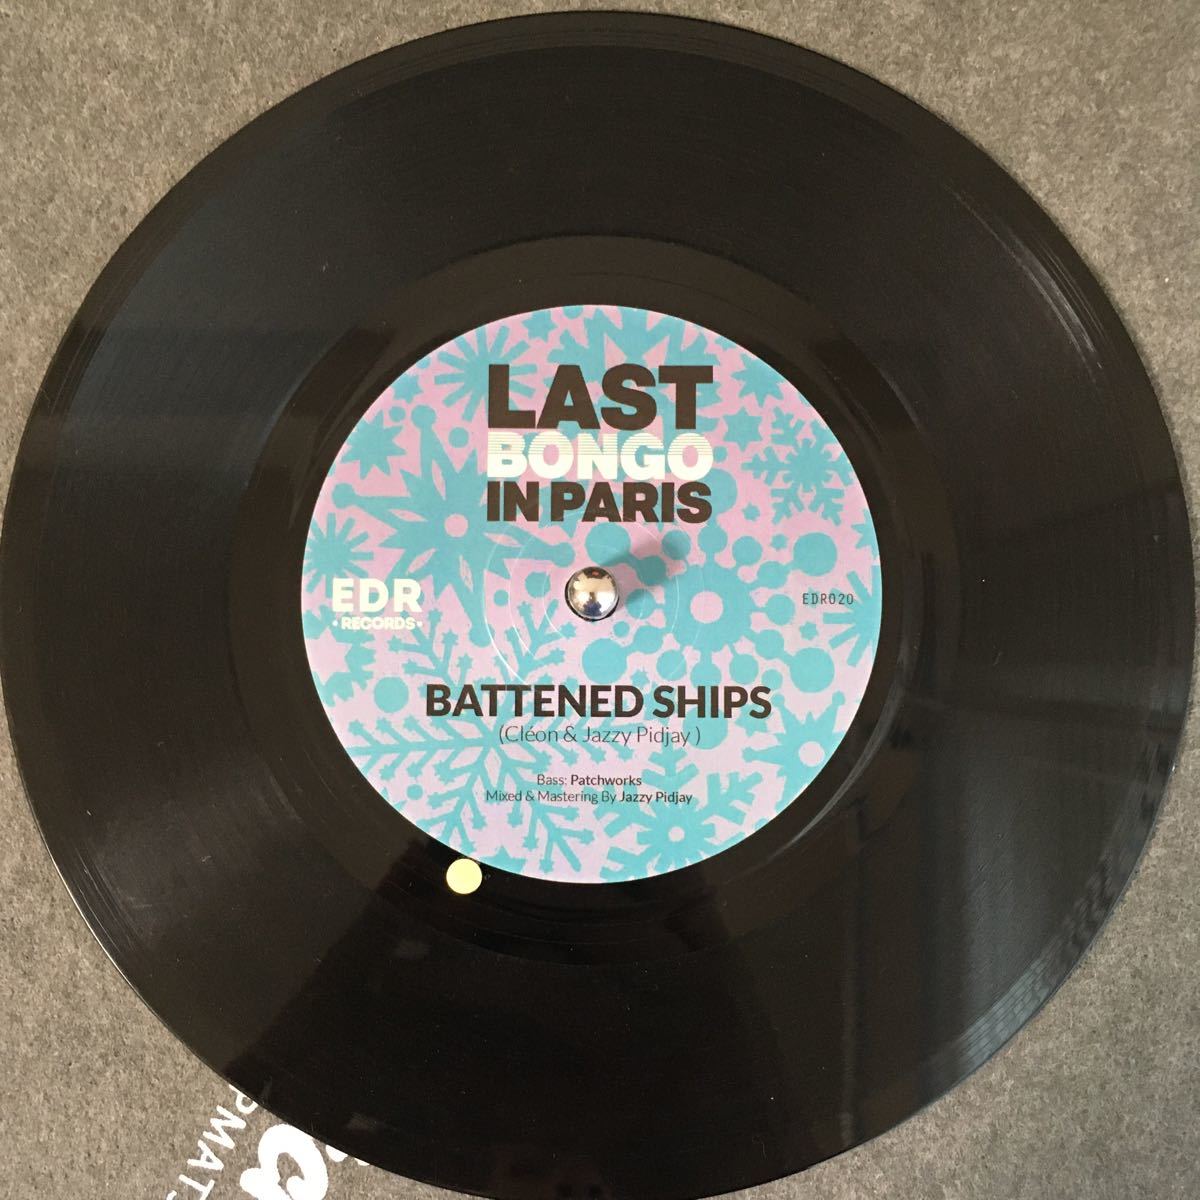 LAST
BONGO
IN PARIS
EDR
• RECORDS •
EDR020
BATTENED SHIPS
(Cléon & Jazzy Pidjay )
Bass: Patchworks
Mixed & Mastering By Jazzy Pidjay